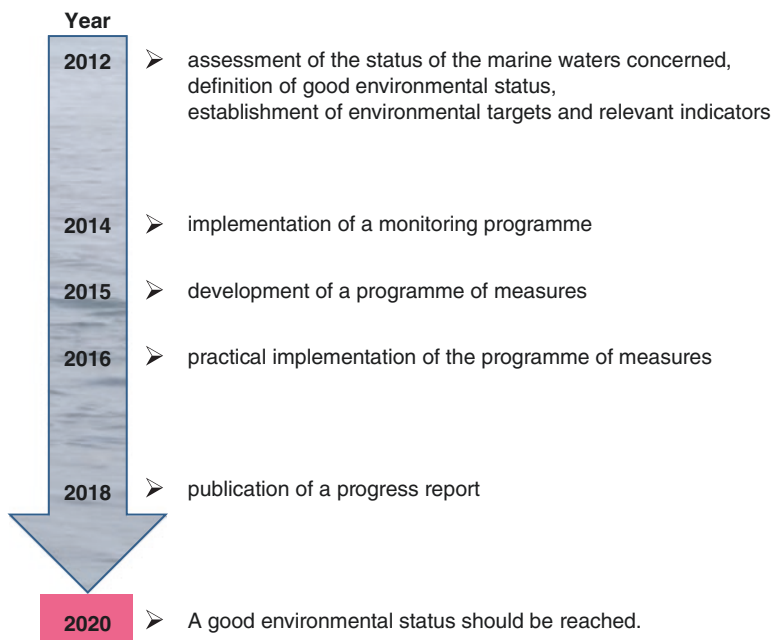 Year
2012 ➢ assessment of the status of the marine waters concerned,
definition of good environmental status,
establishment of environmental targets and relevant indicators
2014 ➢ implementation of a monitoring programme
2015 ➢ development of a programme of measures
2016 ➢ practical implementation of the programme of measures
2018 ➢ publication of a progress report
2020 ➢ A good environmental status should be reached.